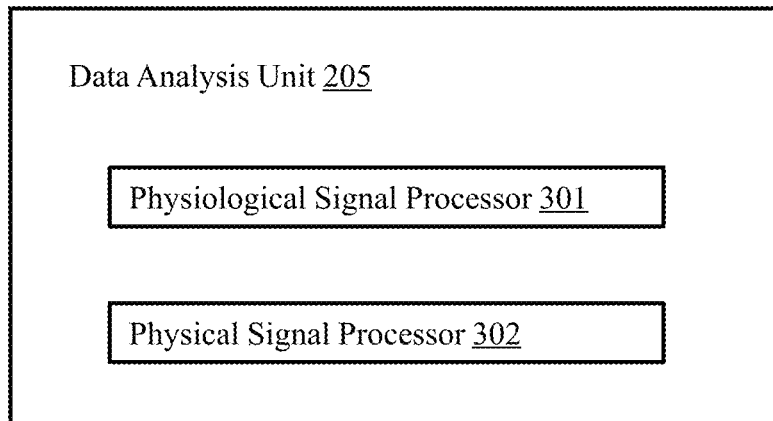 Data Analysis Unit 205
Physiological Signal Processor 301
Physical Signal Processor 302